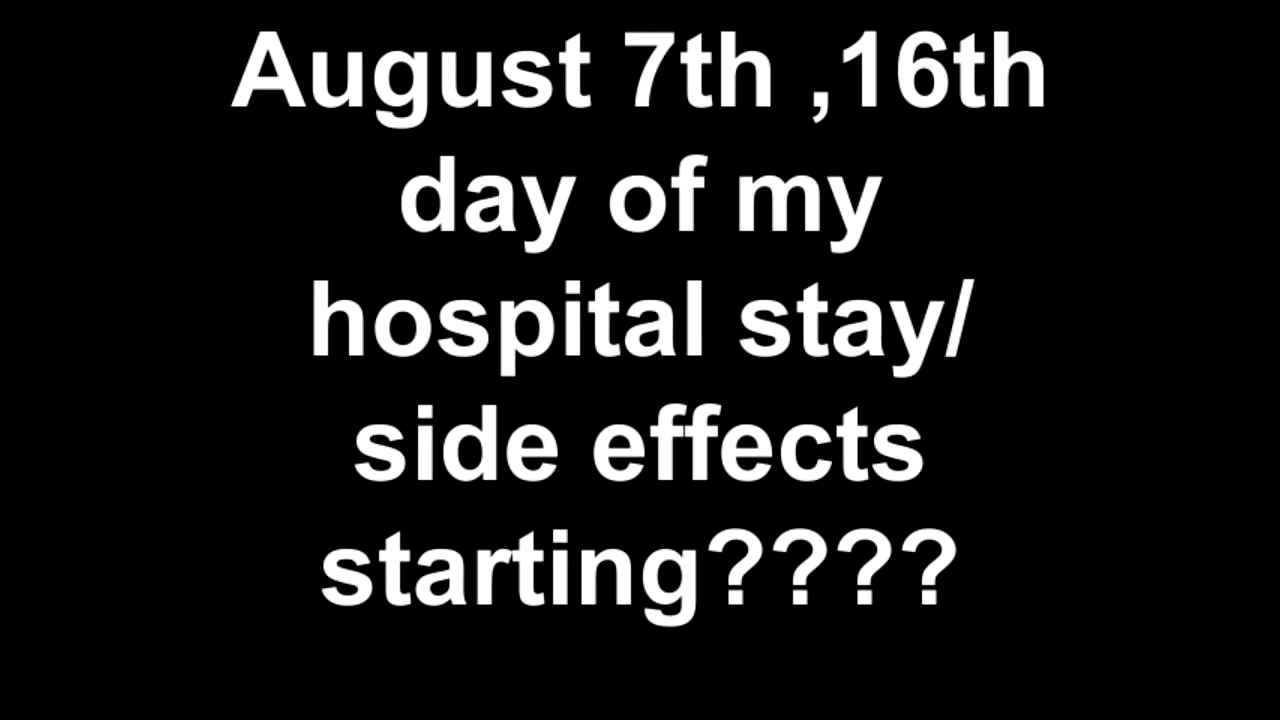 August 7th ,16th
day of my
hospital stay/
side effects
starting????